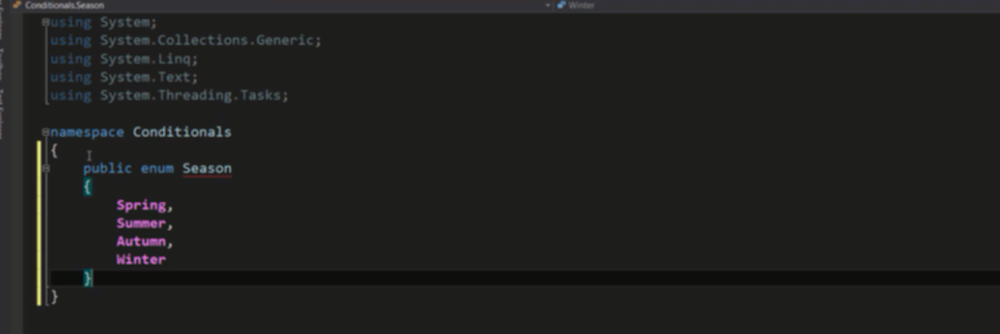 Conditionals.Season Winter
using System;
using System.Collections.Generic;
using System.Linq;
using System.Text;
using System.Threading.Tasks;
namespace Conditionals
{
public enum Season
{
Spring,
Summer,
Autumn,
Winter
}
}